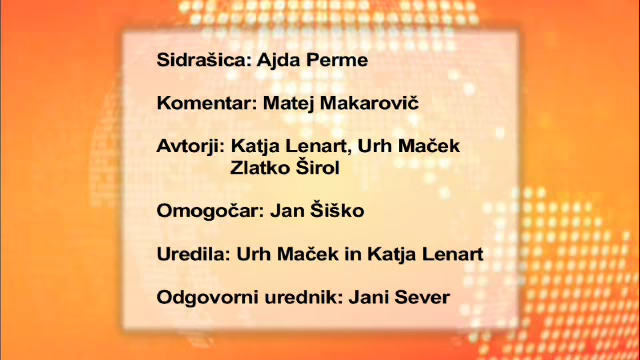 Sidrašica: Ajda Perme
Komentar: Matej Makarovič
Avtorji: Katja Lenart, Urh Maček
Zlatko Širol
Omogočar: Jan Šiško
Uredila: Urh Maček in Katja Lenart
Odgovorni urednik: Jani Sever